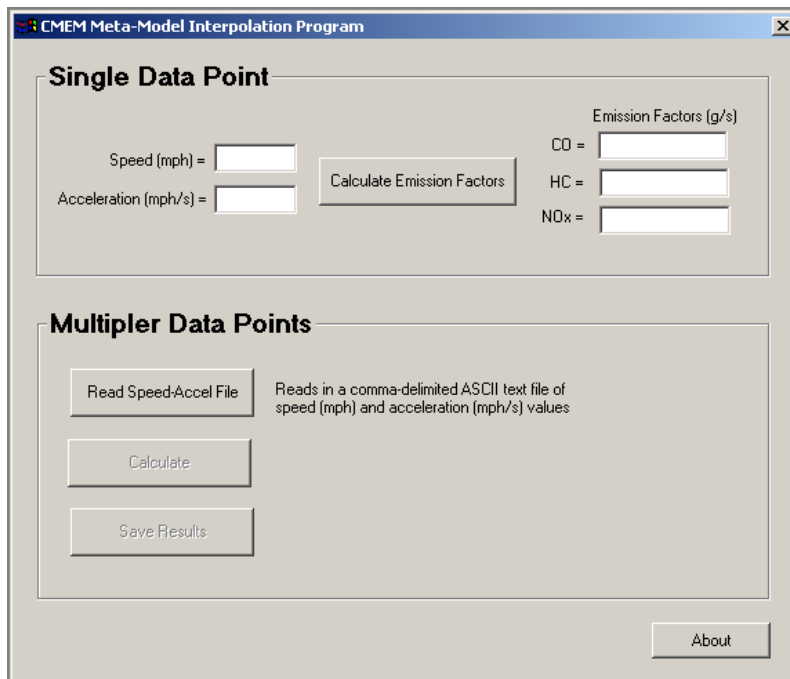 CMEM Meta-Model Interpolation Program
Single Data Point
Emission Factors (g/s)
Speed (mph) =
Acceleration (mph/s) =
Calculate Emission Factors
CO =
HC =
NOx =
Multipler Data Points
Read Speed-Accel File
Reads in a comma-delimited ASCII text file of
speed (mph) and acceleration (mph/s) values
Calculate
Save Results
About